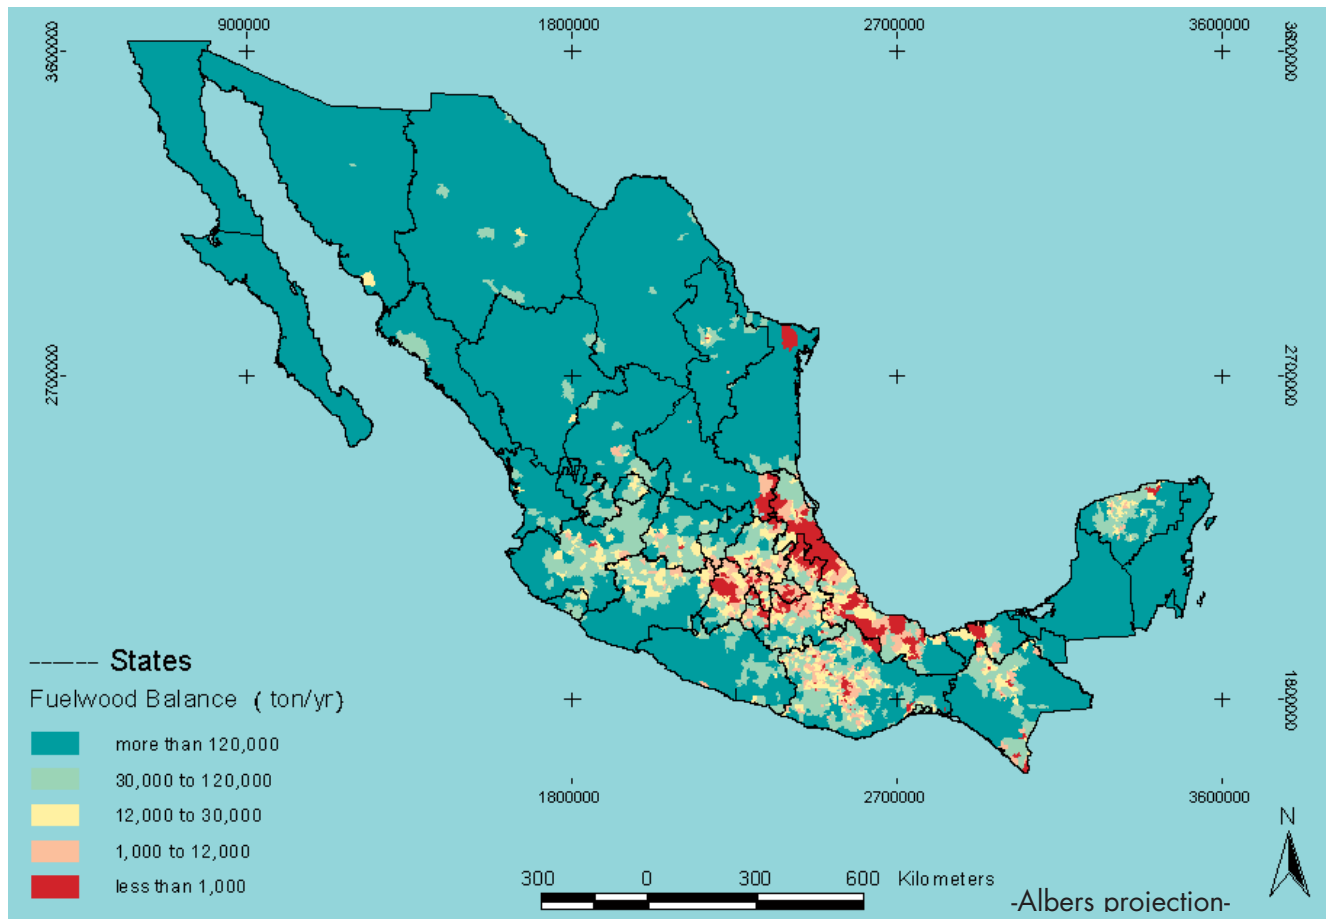 900000 1800000 2700000 3600000
3600000 3600000
2700000 2700000
------ States
Fuelwood Balance ( ton/yr)
1800000 1800000
more than 120,000
30,000 to 120,000
12,000 to 30,000
1,000 to 12,000
less than 1,000
1800000 2700000 3600000
N
300 0 300 600 Kilometers
-Albers projection-